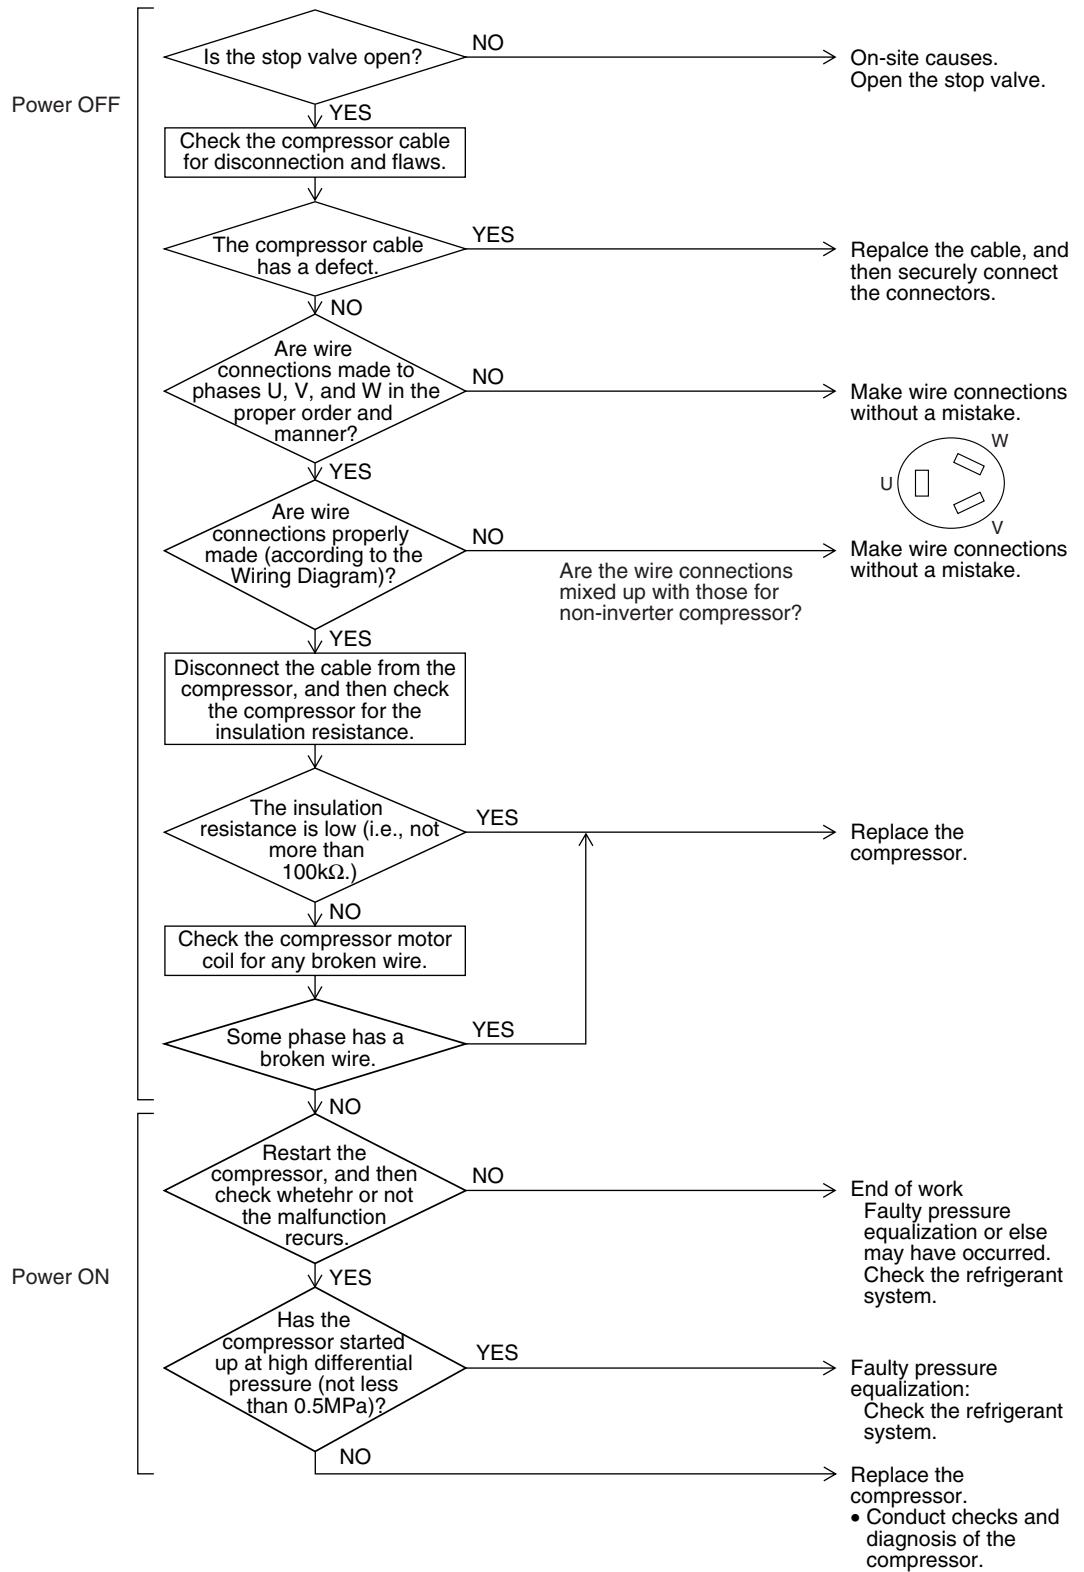 Power OFF
Is the stop valve open?
NO
On-site causes.
Open the stop valve.
YES
Check the compressor cable
for disconnection and flaws.
The compressor cable
has a defect.
YES
Repalce the cable, and
then securely connect
the connectors.
NO
Are wire
connections made to
phases U, V, and W in the
proper order and
manner?
NO
Make wire connections
without a mistake.
W
U
V
YES
Are wire
connections properly
made (according to the
Wiring Diagram)?
NO
Are the wire connections
mixed up with those for
non-inverter compressor?
Make wire connections
without a mistake.
YES
Disconnect the cable from the
compressor, and then check
the compressor for the
insulation resistance.
The insulation
resistance is low (i.e., not
more than
100kΩ.)
YES
Replace the
compressor.
NO
Check the compressor motor
coil for any broken wire.
Some phase has a
broken wire.
YES
NO
Power ON
Restart the
compressor, and then
check whetehr or not
the malfunction
recurs.
NO
End of work
Faulty pressure
equalization or else
may have occurred.
Check the refrigerant
system.
YES
Has the
compressor started
up at high differential
pressure (not less
than 0.5MPa)?
YES
Faulty pressure
equalization:
Check the refrigerant
system.
NO
Replace the
compressor.
• Conduct checks and
diagnosis of the
compressor.